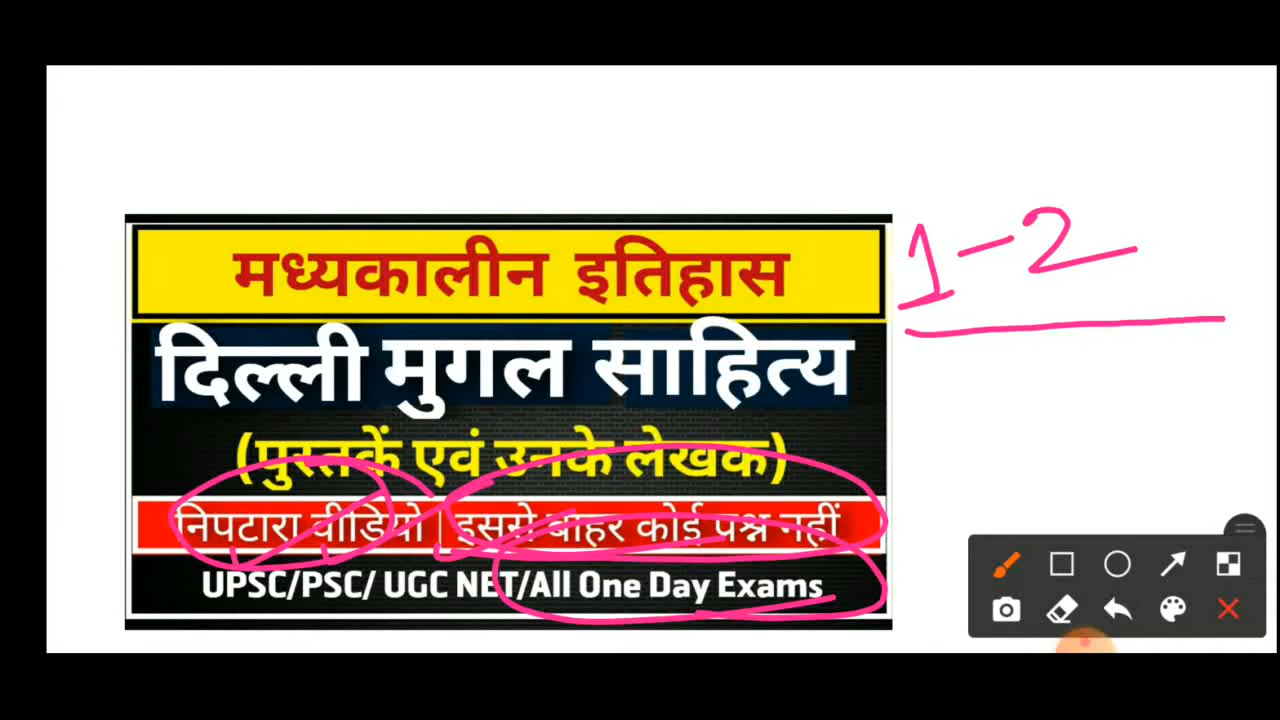 मध्यकालीन इतिहास
दिल्ली मुगल साहित्य
(पुस्तकें एवं उनके लेखक)
निपटारा वीडियो | इससे बाहर कोई प्रश्न नहीं
UPSC/PSC/ UGC NET/All One Day Exams
1-2